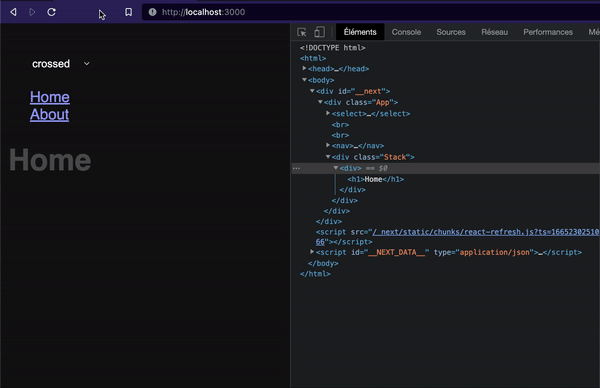 http://localhost:3000
Éléments Console Sources Réseau Performances Mé
crossed
Home
About
Home
<!DOCTYPE html>
<html>
<head>…</head>
<body>
<div id="__next">
<div class="App">
<select>…</select>
<br>
<br>
<nav>…</nav>
<div class="Stack">
… <div> == $0
<h1>Home</h1>
</div>
</div>
</div>
</div>
<script src="/_next/static/chunks/react-refresh.js?ts=16652302510
66"></script>
<script id="__NEXT_DATA__" type="application/json">…</script>
</body>
</html>